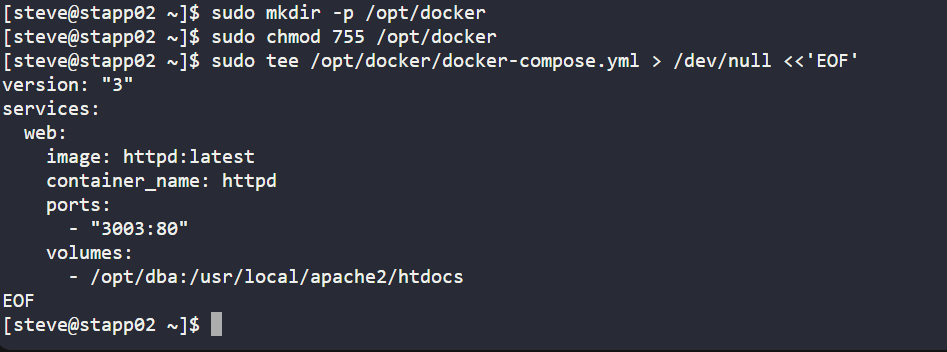 [steve@stapp02 ~]$ sudo mkdir -p /opt/docker
[steve@stapp02 ~]$ sudo chmod 755 /opt/docker
[steve@stapp02 ~]$ sudo tee /opt/docker/docker-compose.yml > /dev/null <<'EOF'
version: "3"
services:
  web:
    image: httpd:latest
    container_name: httpd
    ports:
      - "3003:80"
    volumes:
      - /opt/dba:/usr/local/apache2/htdocs
EOF
[steve@stapp02 ~]$